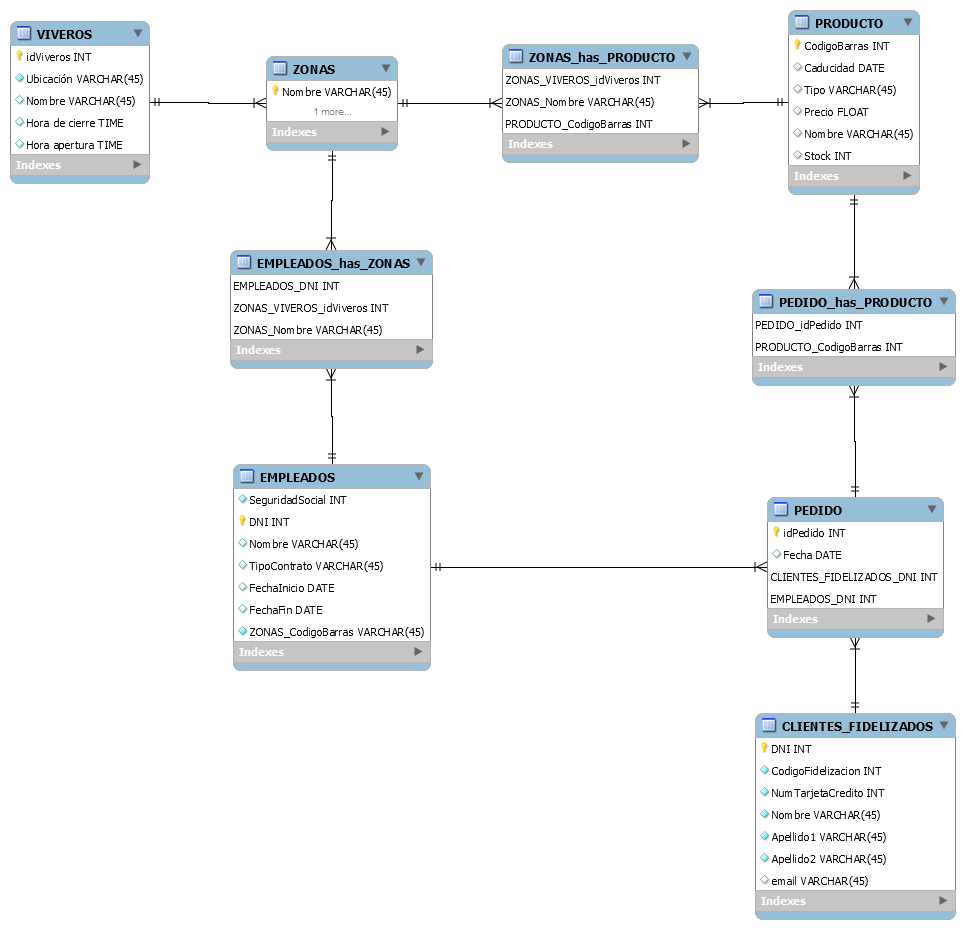 VIVEROS
idViveros INT
Ubicación VARCHAR(45)
Nombre VARCHAR(45)
Hora de cierre TIME
Hora apertura TIME
Indexes
ZONAS
Nombre VARCHAR(45)
1 more...
Indexes
ZONAS_has_PRODUCTO
ZONAS_VIVEROS_idViveros INT
ZONAS_Nombre VARCHAR(45)
PRODUCTO_CodigoBarras INT
Indexes
PRODUCTO
CodigoBarras INT
Caducidad DATE
Tipo VARCHAR(45)
Precio FLOAT
Nombre VARCHAR(45)
Stock INT
Indexes
EMPLEADOS_has_ZONAS
EMPLEADOS_DNI INT
ZONAS_VIVEROS_idViveros INT
ZONAS_Nombre VARCHAR(45)
Indexes
PEDIDO_has_PRODUCTO
PEDIDO_idPedido INT
PRODUCTO_CodigoBarras INT
Indexes
EMPLEADOS
SeguridadSocial INT
DNI INT
Nombre VARCHAR(45)
TipoContrato VARCHAR(45)
FechaInicio DATE
FechaFin DATE
ZONAS_CodigoBarras VARCHAR(45)
Indexes
PEDIDO
idPedido INT
Fecha DATE
CLIENTES_FIDELIZADOS_DNI INT
EMPLEADOS_DNI INT
Indexes
CLIENTES_FIDELIZADOS
DNI INT
CodigoFidelizacion INT
NumTarjetaCredito INT
Nombre VARCHAR(45)
Apellido1 VARCHAR(45)
Apellido2 VARCHAR(45)
email VARCHAR(45)
Indexes